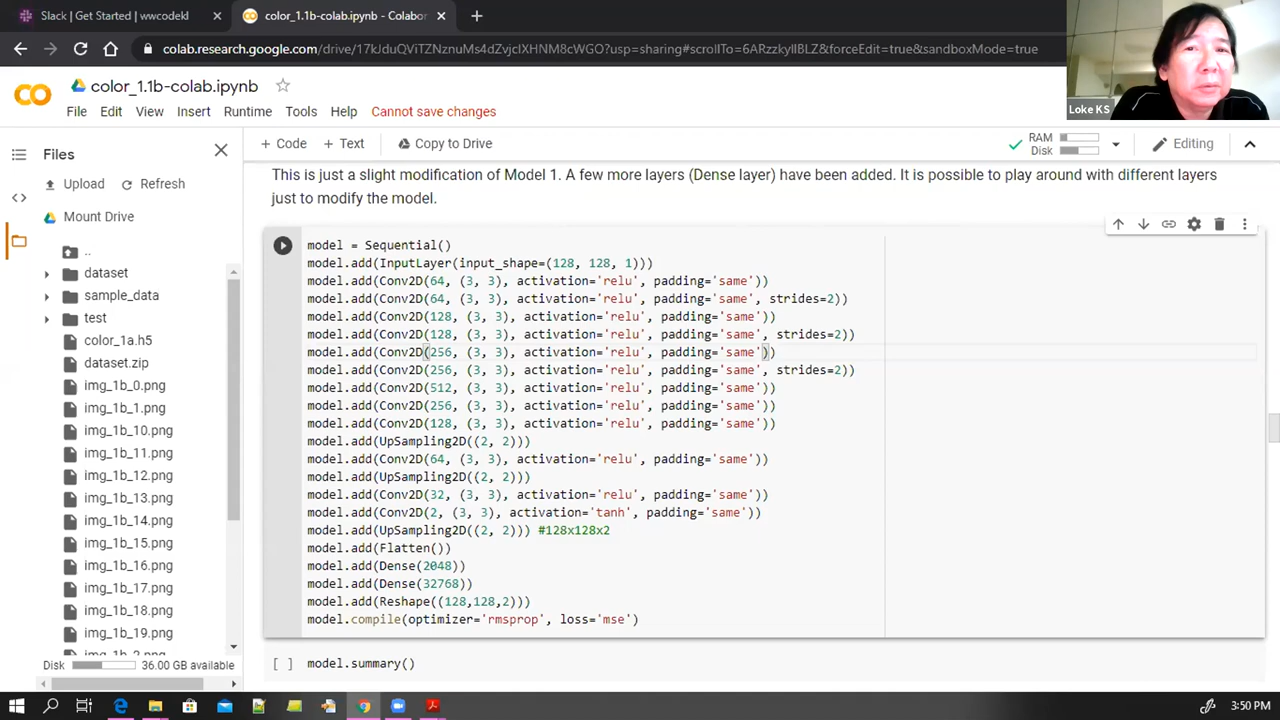 Slack | Get Started | wwcodekl
color_1.1b-colab.ipynb - Colabor
colab.research.google.com/drive/17kJduQViTZNznuMs4dZvjclXHNM8cWGO?usp=sharing#scrollTo=6ARzzkyIlBLZ&forceEdit=true&sandboxMode=true
color_1.1b-colab.ipynb
File Edit View Insert Runtime Tools Help Cannot save changes
Loke KS
Files
+ Code + Text Copy to Drive
RAM
Disk
Editing
Upload Refresh
Mount Drive
..
dataset
sample_data
test
color_1a.h5
dataset.zip
img_1b_0.png
img_1b_1.png
img_1b_10.png
img_1b_11.png
img_1b_12.png
img_1b_13.png
img_1b_14.png
img_1b_15.png
img_1b_16.png
img_1b_17.png
img_1b_18.png
img_1b_19.png
img_1b_2.png
Disk 36.00 GB available
This is just a slight modification of Model 1. A few more layers (Dense layer) have been added. It is possible to play around with different layers
just to modify the model.
model = Sequential()
model.add(InputLayer(input_shape=(128, 128, 1)))
model.add(Conv2D(64, (3, 3), activation='relu', padding='same'))
model.add(Conv2D(64, (3, 3), activation='relu', padding='same', strides=2))
model.add(Conv2D(128, (3, 3), activation='relu', padding='same'))
model.add(Conv2D(128, (3, 3), activation='relu', padding='same', strides=2))
model.add(Conv2D(256, (3, 3), activation='relu', padding='same'))
model.add(Conv2D(256, (3, 3), activation='relu', padding='same', strides=2))
model.add(Conv2D(512, (3, 3), activation='relu', padding='same'))
model.add(Conv2D(256, (3, 3), activation='relu', padding='same'))
model.add(Conv2D(128, (3, 3), activation='relu', padding='same'))
model.add(UpSampling2D((2, 2)))
model.add(Conv2D(64, (3, 3), activation='relu', padding='same'))
model.add(UpSampling2D((2, 2)))
model.add(Conv2D(32, (3, 3), activation='relu', padding='same'))
model.add(Conv2D(2, (3, 3), activation='tanh', padding='same'))
model.add(UpSampling2D((2, 2))) #128x128x2
model.add(Flatten())
model.add(Dense(2048))
model.add(Dense(32768))
model.add(Reshape((128,128,2)))
model.compile(optimizer='rmsprop', loss='mse')
[ ] model.summary()
3:50 PM